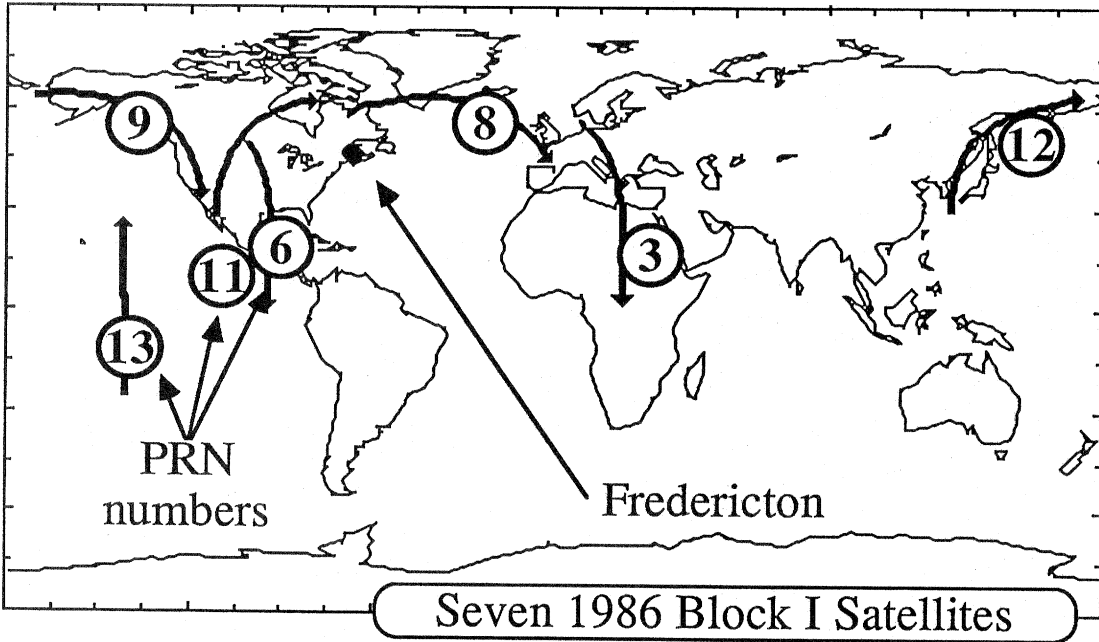 9
8
12
6
11
3
13
PRN
numbers
Fredericton
Seven 1986 Block I Satellites